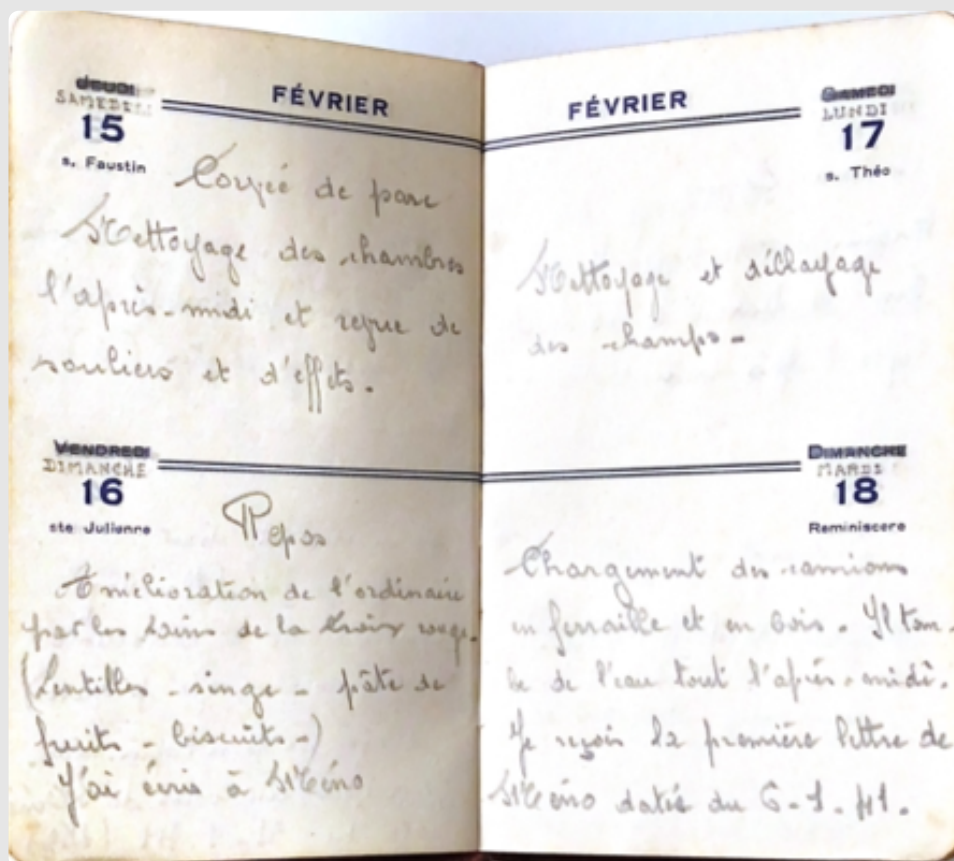 JEUDI
SAMEDI
15
s. Faustin
FÉVRIER
Corvée de parc
Nettoyage des chambres
l'après-midi et revue de
souliers et d'effets.
VENDREDI
DIMANCHE
16
ste Julienne
Repos
Amélioration de l'ordinaire
par les soins de la Croix rouge.
(Lentilles - singe - pâte de
fruits - biscuits -)
J'ai écris à Néno
FÉVRIER
SAMEDI
LUNDI
17
s. Théo
Nettoyage et
des champs -
DIMANCHE
MARDI
18
Reminiscere
Chargement des camions
en ferraille et en bois. Il tom-
be de l'eau tout l'après-midi.
Je reçois la première lettre de
Néno datée du 6-1-41.